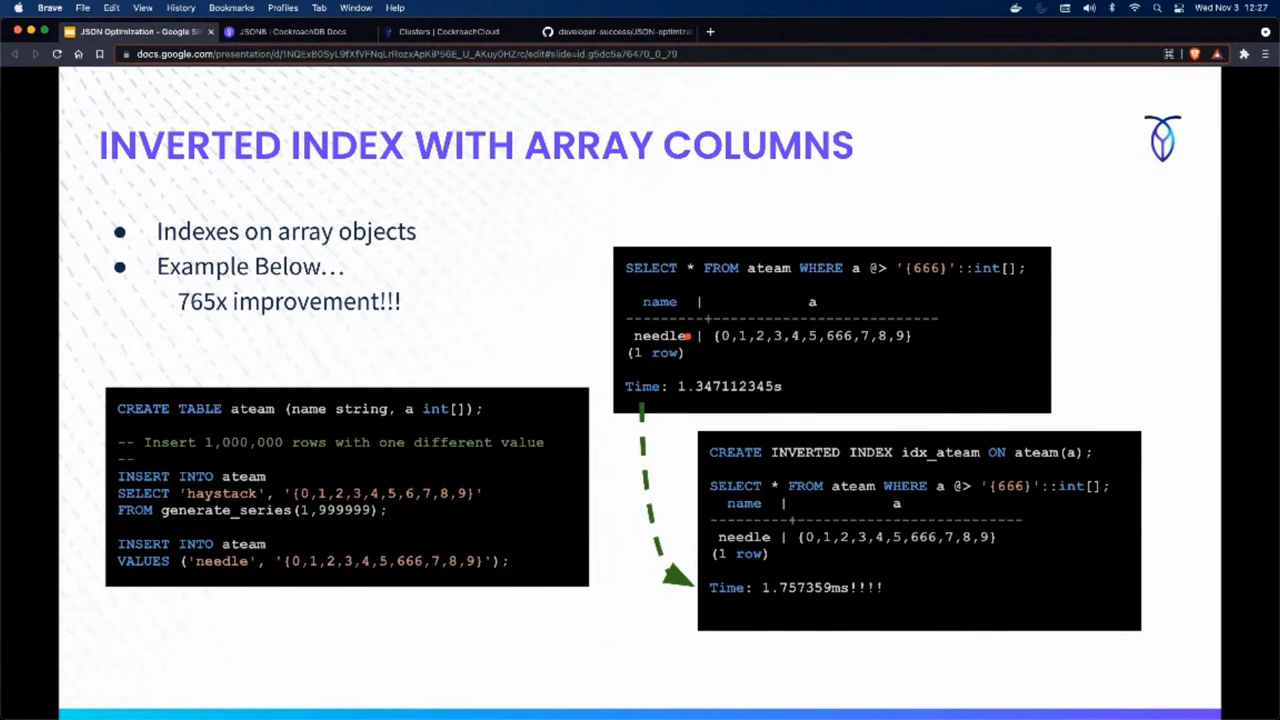 Brave File Edit View History Bookmarks Profiles Tab Window Help
Wed Nov 3 12:27
JSON Optimization - Google Sli
JSONB | CockroachDB Docs
Clusters | CockroachCloud
developer-success/JSON-optimizat
INVERTED INDEX WITH ARRAY COLUMNS
● Indexes on array objects
● Example Below...
765x improvement!!!
CREATE TABLE ateam (name string, a int[]);
-- Insert 1,000,000 rows with one different value
--
INSERT INTO ateam
SELECT 'haystack', '{0,1,2,3,4,5,6,7,8,9}'
FROM generate_series(1,999999);
INSERT INTO ateam
VALUES ('needle', '{0,1,2,3,4,5,666,7,8,9}');
SELECT * FROM ateam WHERE a @> '{666}'::int[];
name | a
---------+--------------------------
needle | {0,1,2,3,4,5,666,7,8,9}
(1 row)
Time: 1.347112345s
CREATE INVERTED INDEX idx_ateam ON ateam(a);
SELECT * FROM ateam WHERE a @> '{666}'::int[];
name | a
---------+--------------------------
needle | {0,1,2,3,4,5,666,7,8,9}
(1 row)
Time: 1.757359ms!!!!